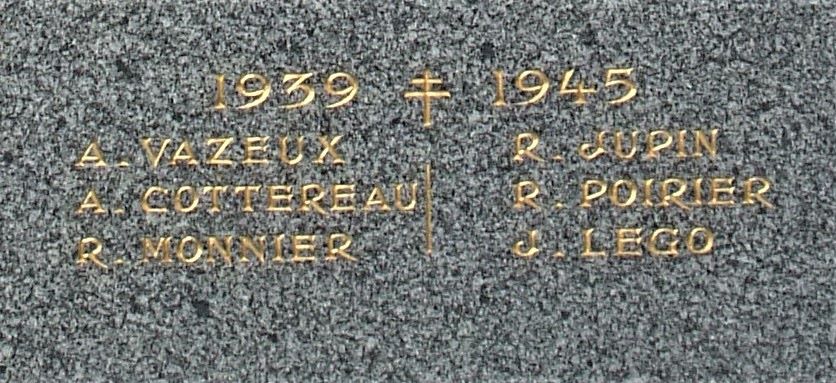 1939 ‡ 1945
A. VAZEUX
A. COTTEREAU
R. MONNIER
R. JUPIN
R. POIRIER
J. LEGO